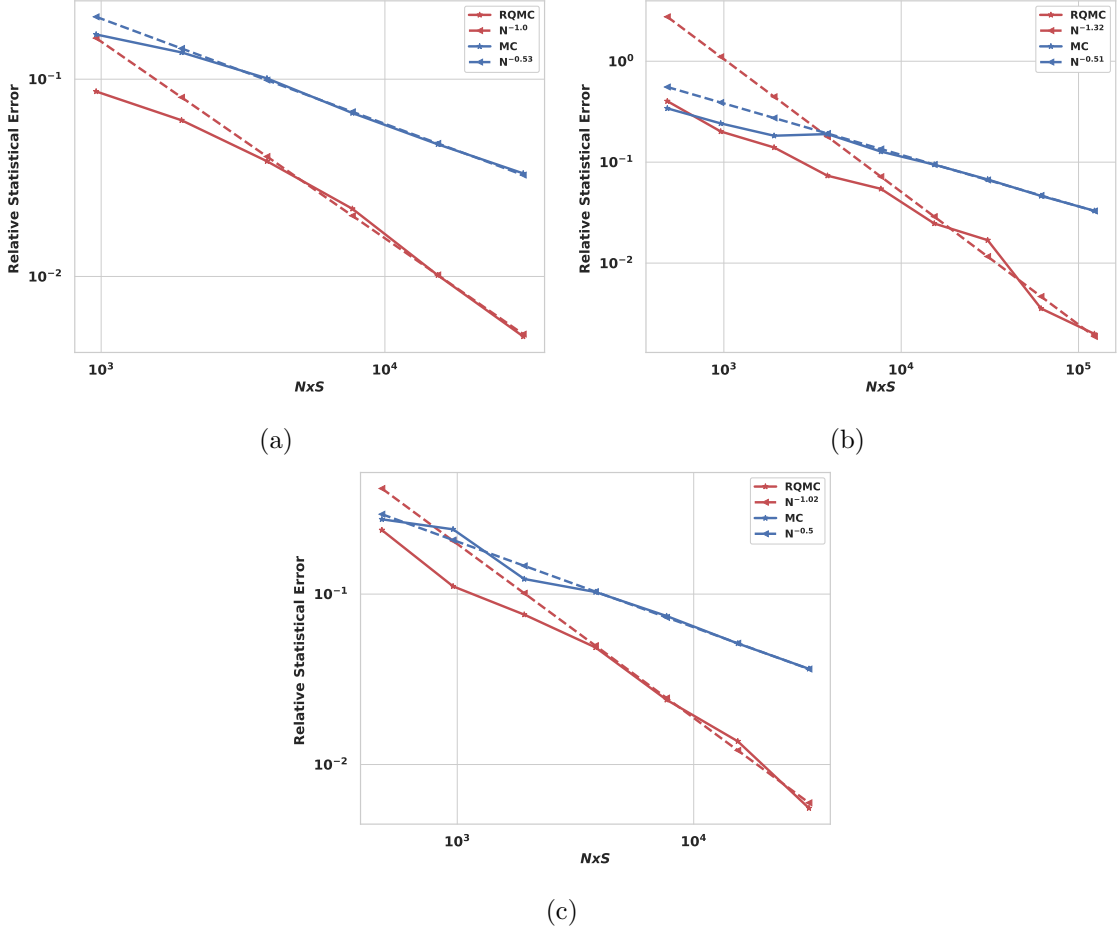 RQMC
N^−1.0
MC
N^−0.53
Relative Statistical Error
10^−1
10^−2
10^3
10^4
NxS
(a)
RQMC
N^−1.32
MC
N^−0.51
Relative Statistical Error
10^0
10^−1
10^−2
10^3
10^4
10^5
NxS
(b)
RQMC
N^−1.02
MC
N^−0.5
Relative Statistical Error
10^−1
10^−2
10^3
10^4
NxS
(c)